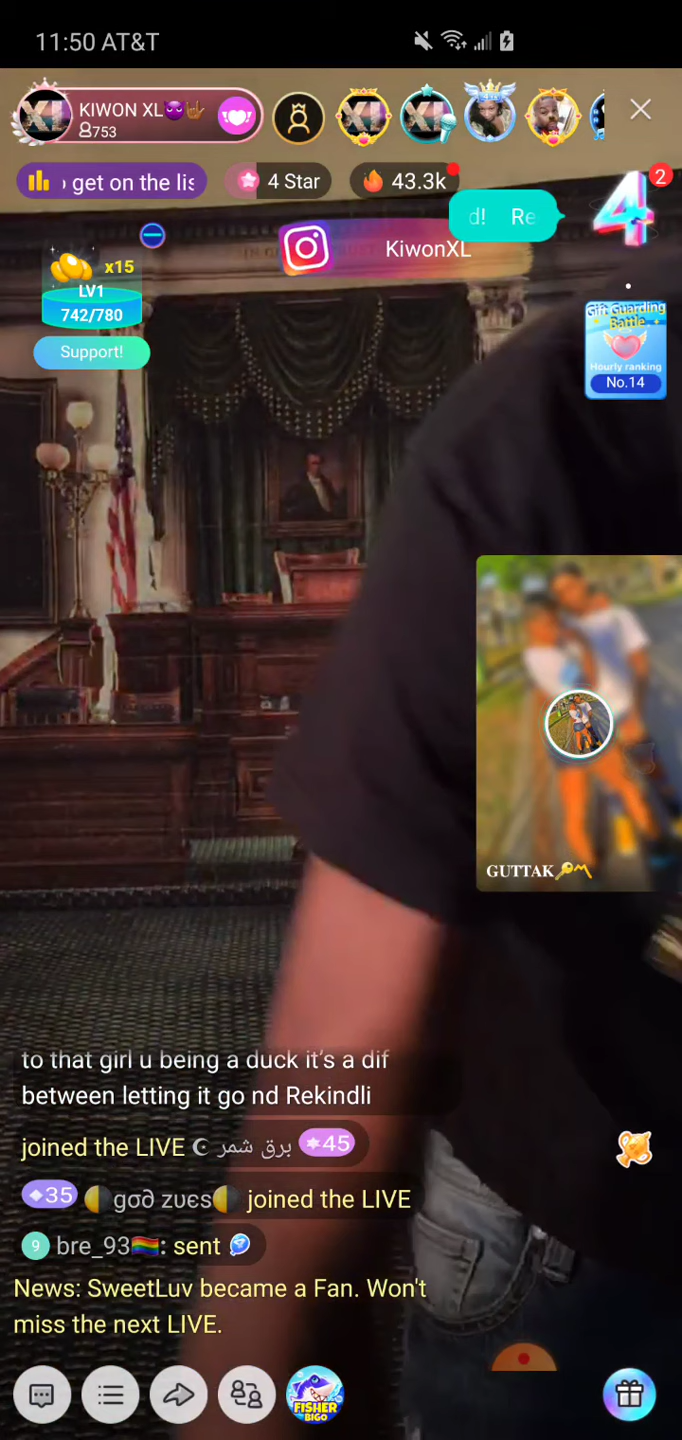 11:50 AT&T
KIWON XL😈🤟🏾
753
get on the lis
4 Star
43.3k
2
d! Re
KiwonXL
x15
LV1
742/780
Support!
Gift Guarding
Battle
Hourly ranking
No.14
GUTTAK🔑〽️
to that girl u being a duck it's a dif
between letting it go nd Rekindli
joined the LIVE ☾ برق شمر 45
35 🌗gσ∂ zυєs🌓 joined the LIVE
9 bre_93🏳️‍🌈: sent
News: SweetLuv became a Fan. Won't
miss the next LIVE.
FISHER
BIGO